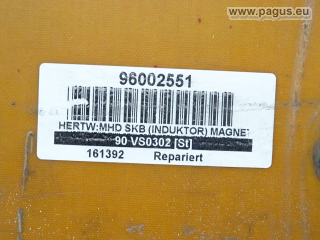 www.pagus.eu
96002551
HERTW:MHD SKB (INDUKTOR) MAGNET
90 VS0302 [St]
161392 Repariert